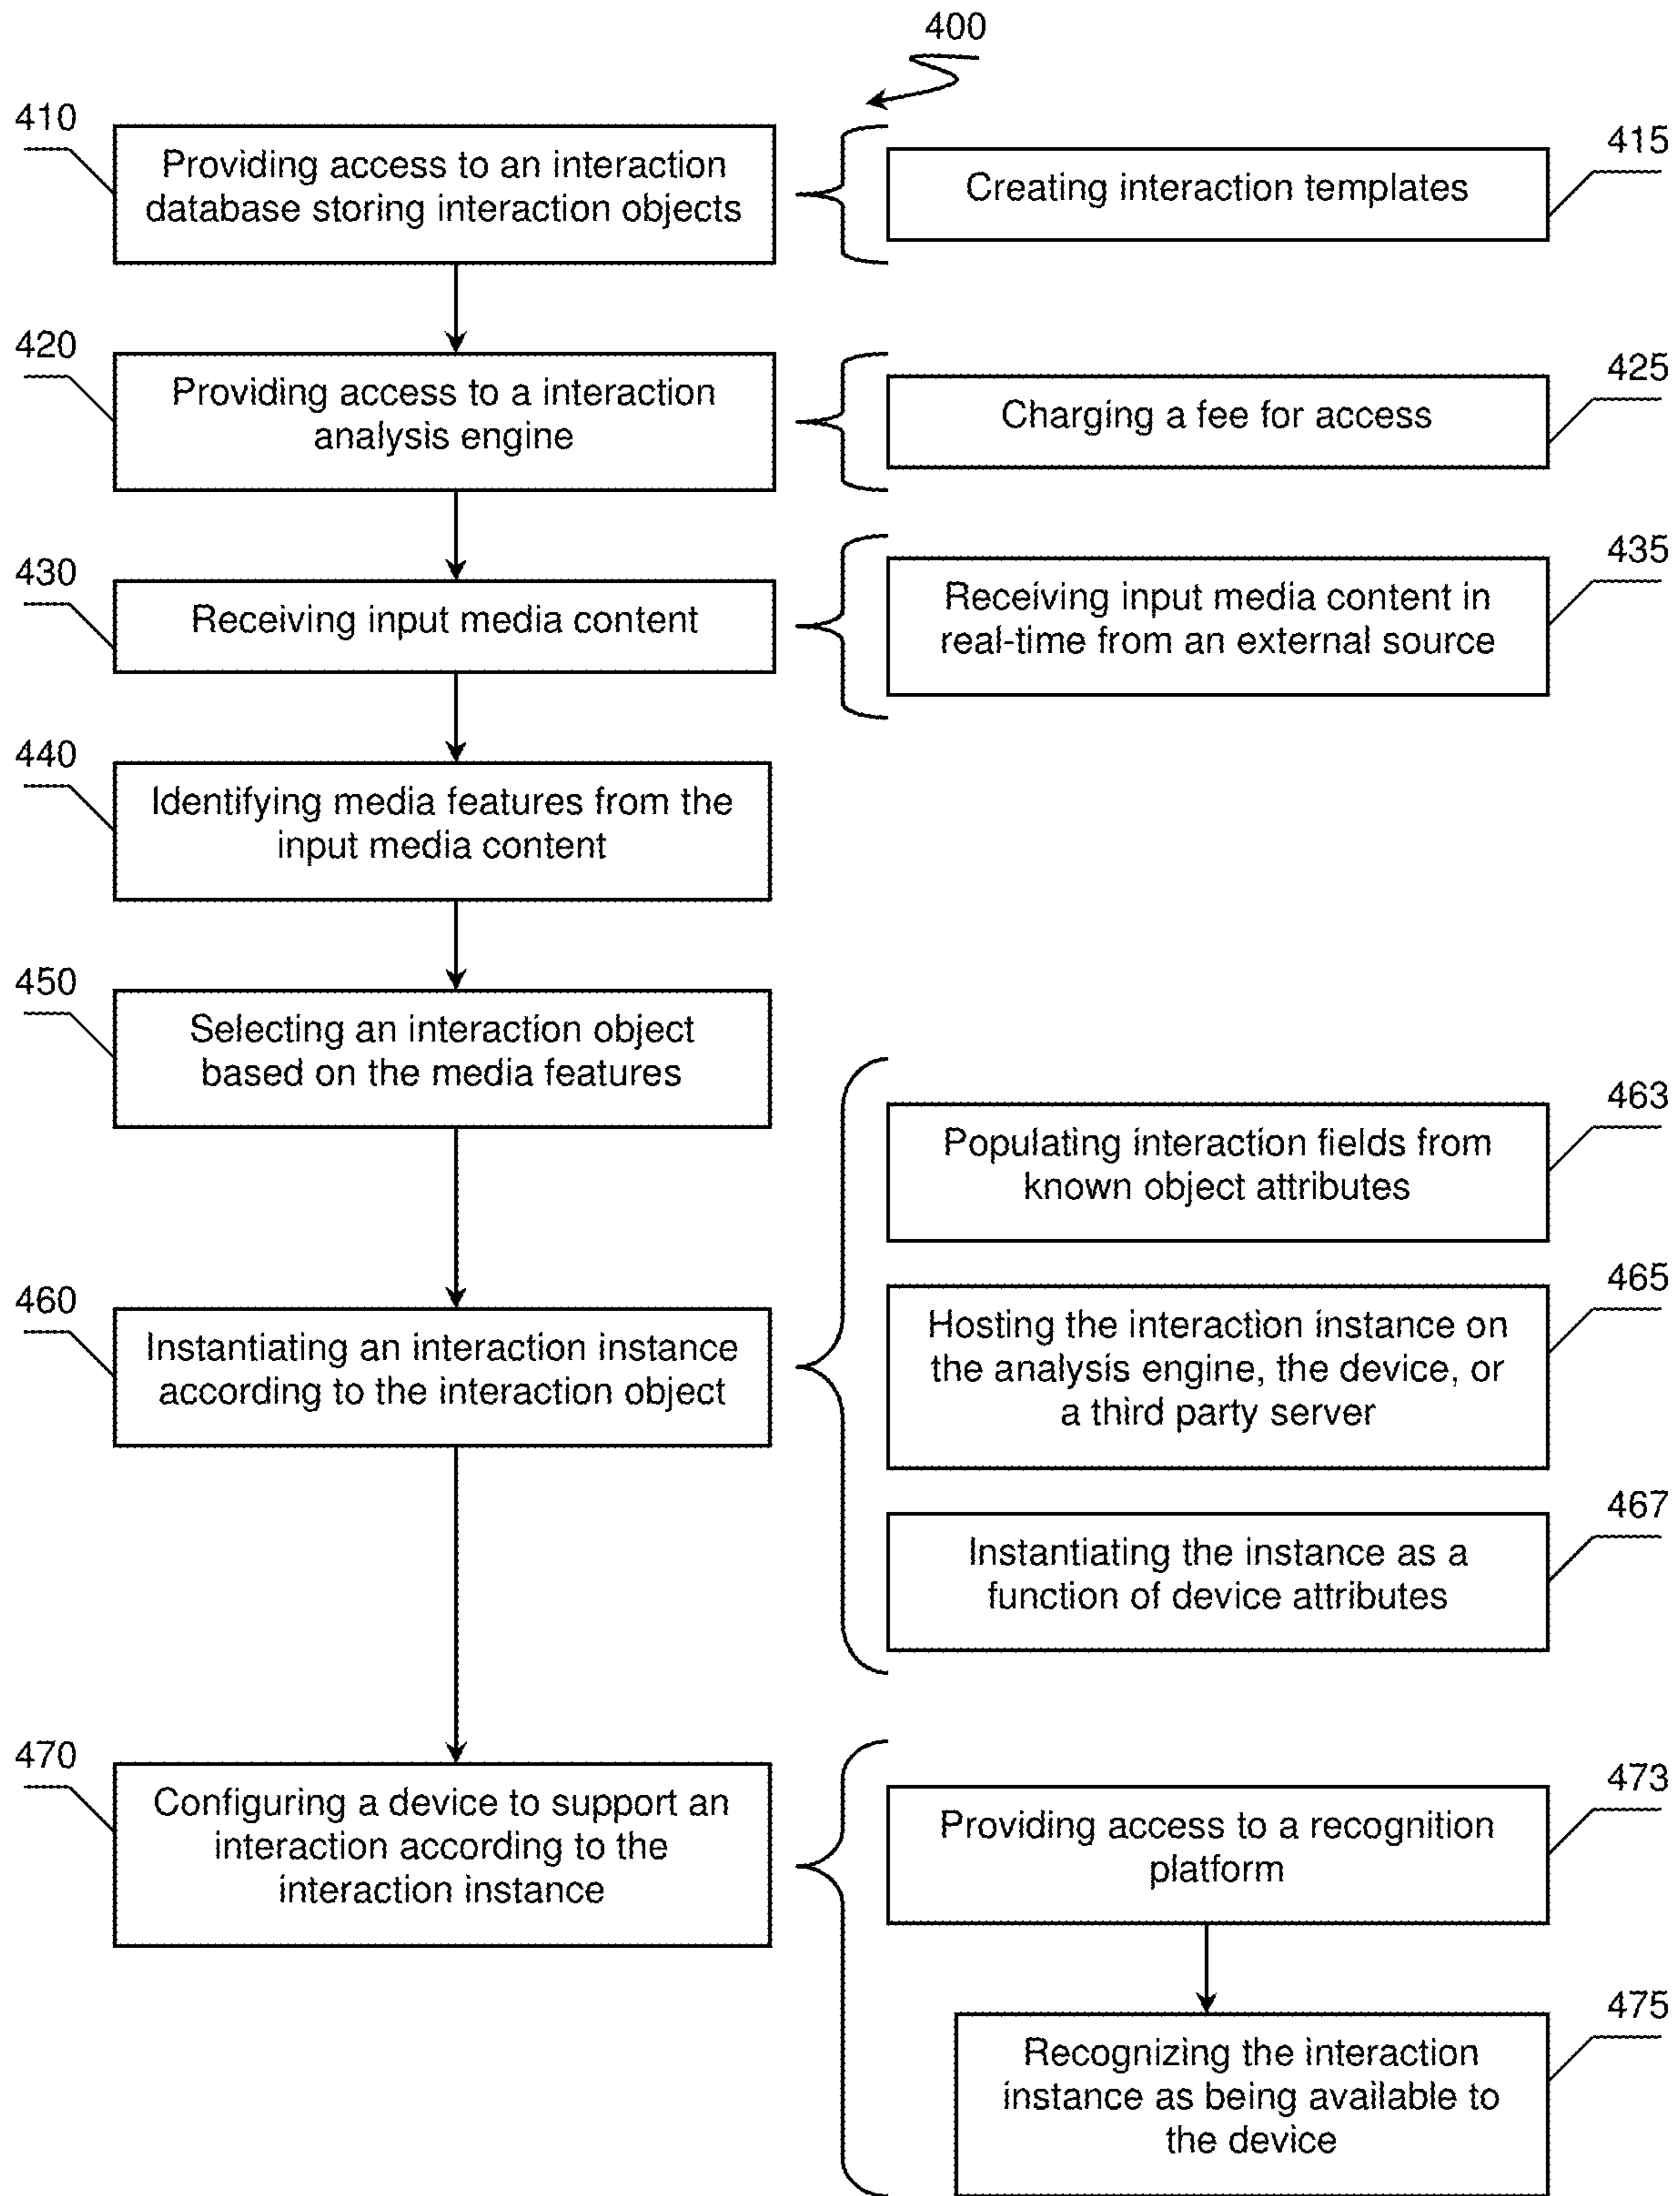 400
410
Providing access to an interaction
database storing interaction objects
415
Creating interaction templates
420
Providing access to a interaction
analysis engine
425
Charging a fee for access
430
Receiving input media content
435
Receiving input media content in
real-time from an external source
440
Identifying media features from the
input media content
450
Selecting an interaction object
based on the media features
460
Instantiating an interaction instance
according to the interaction object
463
Populating interaction fields from
known object attributes
465
Hosting the interaction instance on
the analysis engine, the device, or
a third party server
467
Instantiating the instance as a
function of device attributes
470
Configuring a device to support an
interaction according to the
interaction instance
473
Providing access to a recognition
platform
475
Recognizing the interaction
instance as being available to
the device